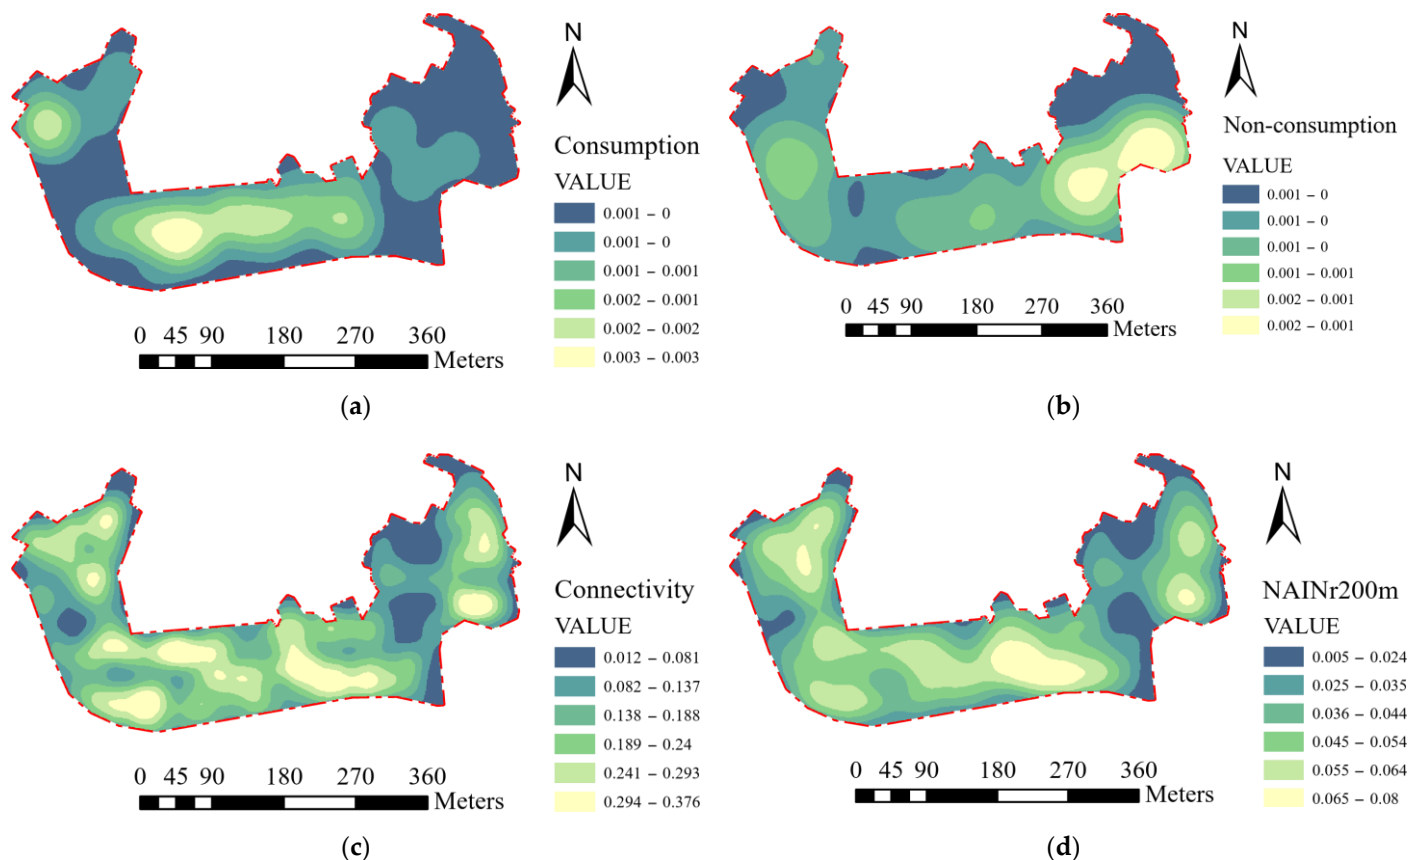 N
Consumption
VALUE
0.001 – 0
0.001 – 0
0.001 – 0.001
0.002 – 0.001
0.002 – 0.002
0.003 – 0.003
0 45 90 180 270 360
Meters
(a)
N
Non-consumption
VALUE
0.001 – 0
0.001 – 0
0.001 – 0
0.001 – 0.001
0.002 – 0.001
0.002 – 0.001
0 45 90 180 270 360
Meters
(b)
N
Connectivity
VALUE
0.012 – 0.081
0.082 – 0.137
0.138 – 0.188
0.189 – 0.24
0.241 – 0.293
0.294 – 0.376
0 45 90 180 270 360
Meters
(c)
N
NAINr200m
VALUE
0.005 – 0.024
0.025 – 0.035
0.036 – 0.044
0.045 – 0.054
0.055 – 0.064
0.065 – 0.08
0 45 90 180 270 360
Meters
(d)